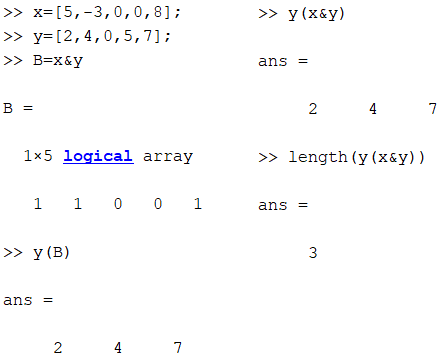 >> x=[5,-3,0,0,8];
>> y=[2,4,0,5,7];
>> B=x&y
B =
1×5 logical array
1 1 0 0 1
>> y(B)
ans =
2 4 7
>> y(x&y)
ans =
2 4 7
>> length(y(x&y))
ans =
3